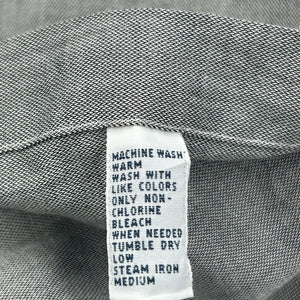 MACHINE WASH
WARM
WASH WITH
LIKE COLORS
ONLY NON-
CHLORINE
BLEACH
WHEN NEEDED
TUMBLE DRY
LOW
STEAM IRON
MEDIUM